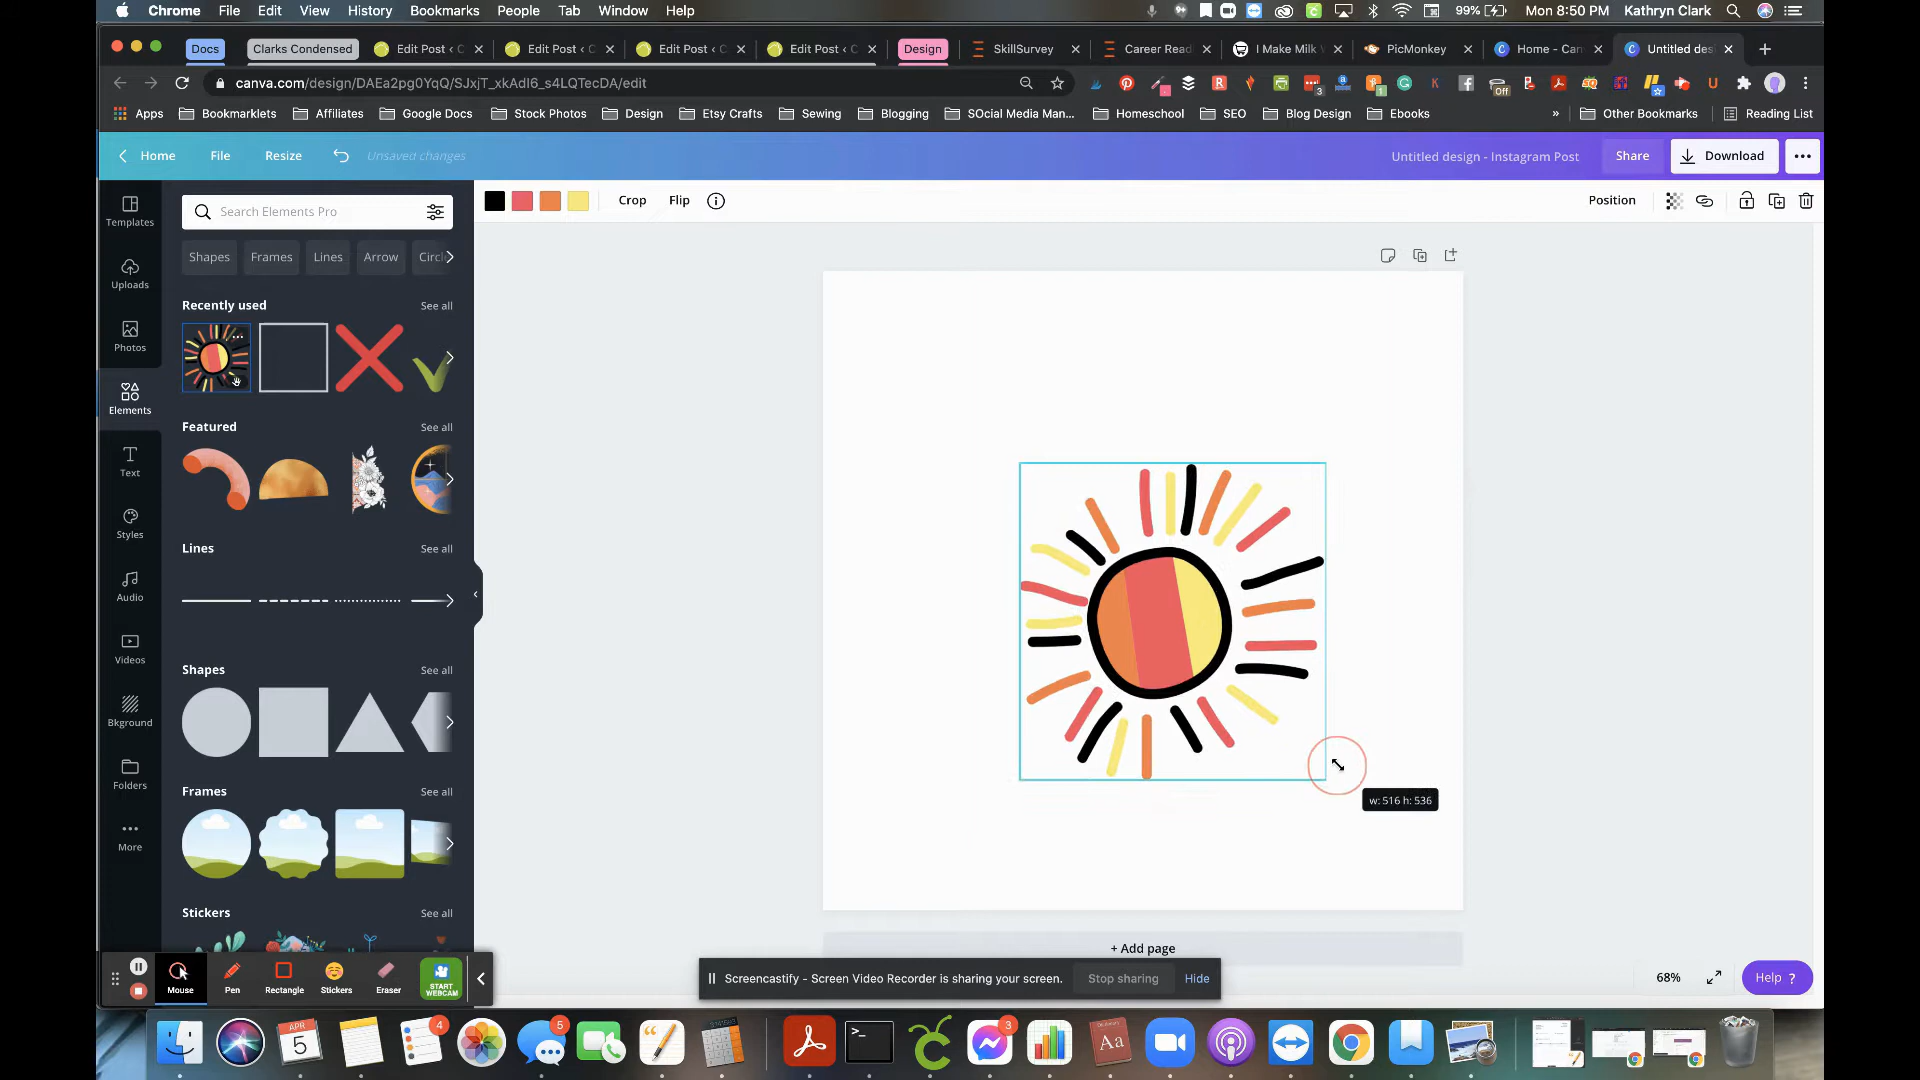 Chrome File Edit View History Bookmarks People Tab Window Help 99% Mon 8:50 PM Kathryn Clark
Docs Clarks Condensed Edit Post ‹ C Edit Post ‹ C Edit Post ‹ C Edit Post ‹ C Design SkillSurvey Career Read I Make Milk PicMonkey Home - Can Untitled desi
canva.com/design/DAEa2pg0YqQ/SJxjT_xkAdI6_s4LQTecDA/edit
Apps Bookmarklets Affiliates Google Docs Stock Photos Design Etsy Crafts Sewing Blogging SOcial Media Man... Homeschool SEO Blog Design Ebooks » Other Bookmarks Reading List
Home File Resize Unsaved changes Untitled design - Instagram Post Share Download
Templates
Uploads
Photos
Elements
Text
Styles
Audio
Videos
Bkground
Folders
More
Search Elements Pro
Shapes Frames Lines Arrow Circl
Recently used See all
Featured See all
Lines See all
Shapes See all
Frames See all
Stickers See all
Crop Flip Position
w: 516 h: 536
+ Add page
Mouse Pen Rectangle Stickers Eraser START WEBCAM
Screencastify - Screen Video Recorder is sharing your screen. Stop sharing Hide
68% Help ?
APR
5
4
5
3